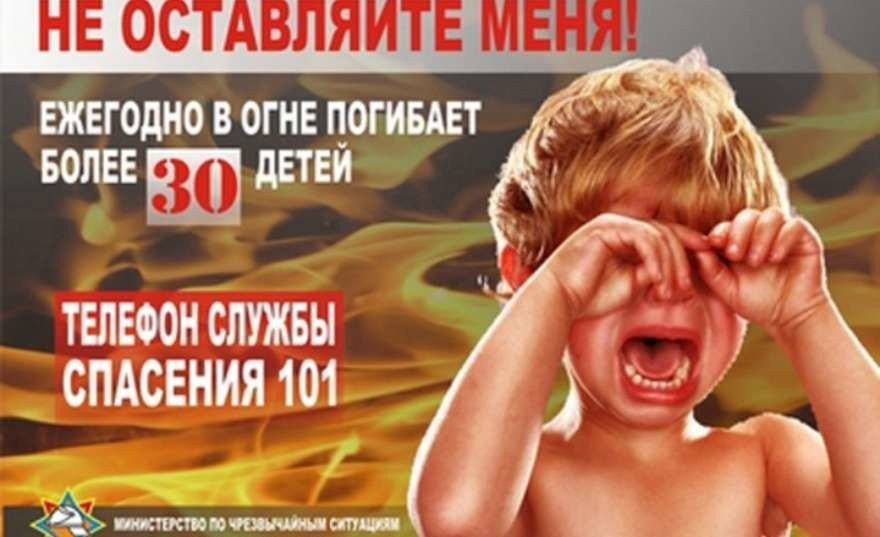 НЕ ОСТАВЛЯЙТЕ МЕНЯ!
ЕЖЕГОДНО В ОГНЕ ПОГИБАЕТ
БОЛЕЕ 30 ДЕТЕЙ
ТЕЛЕФОН СЛУЖБЫ
СПАСЕНИЯ 101
МИНИСТЕРСТВО ПО ЧРЕЗВЫЧАЙНЫМ СИТУАЦИЯМ